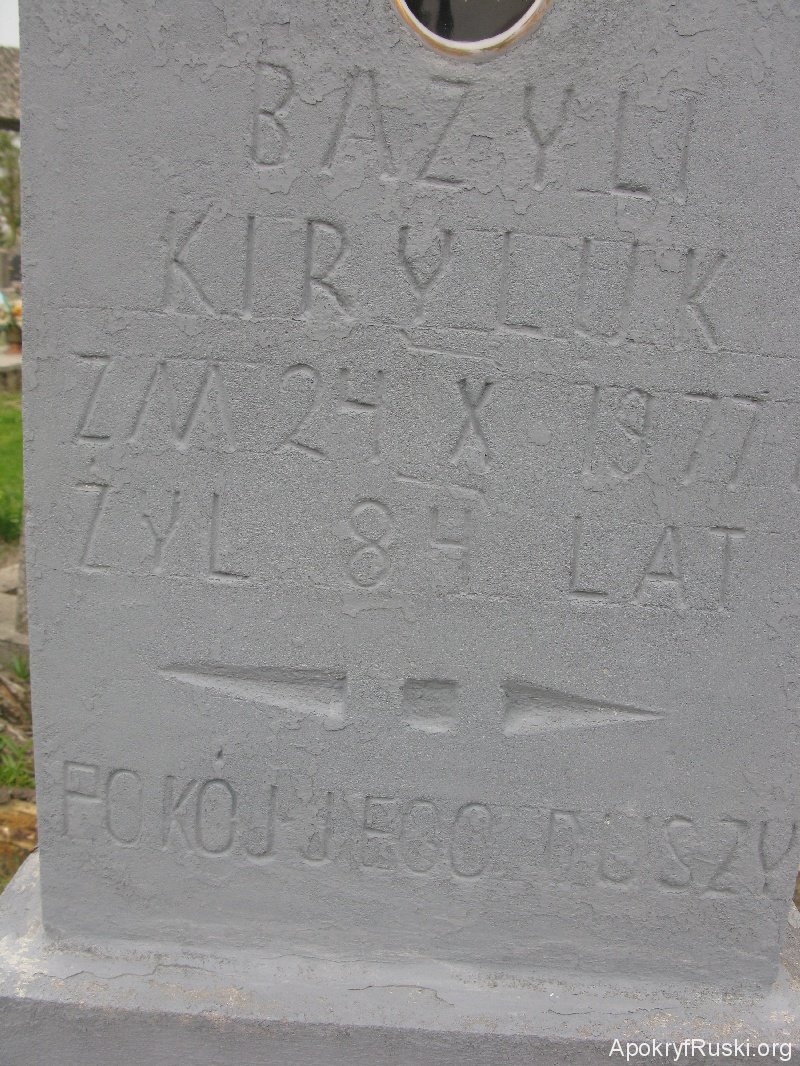 BAZYLI
KIRYLUK
ZM 24 X 1977
ŻYL 84 LAT
POKÓJ JEGO DUSZY
ApokryfRuski.org